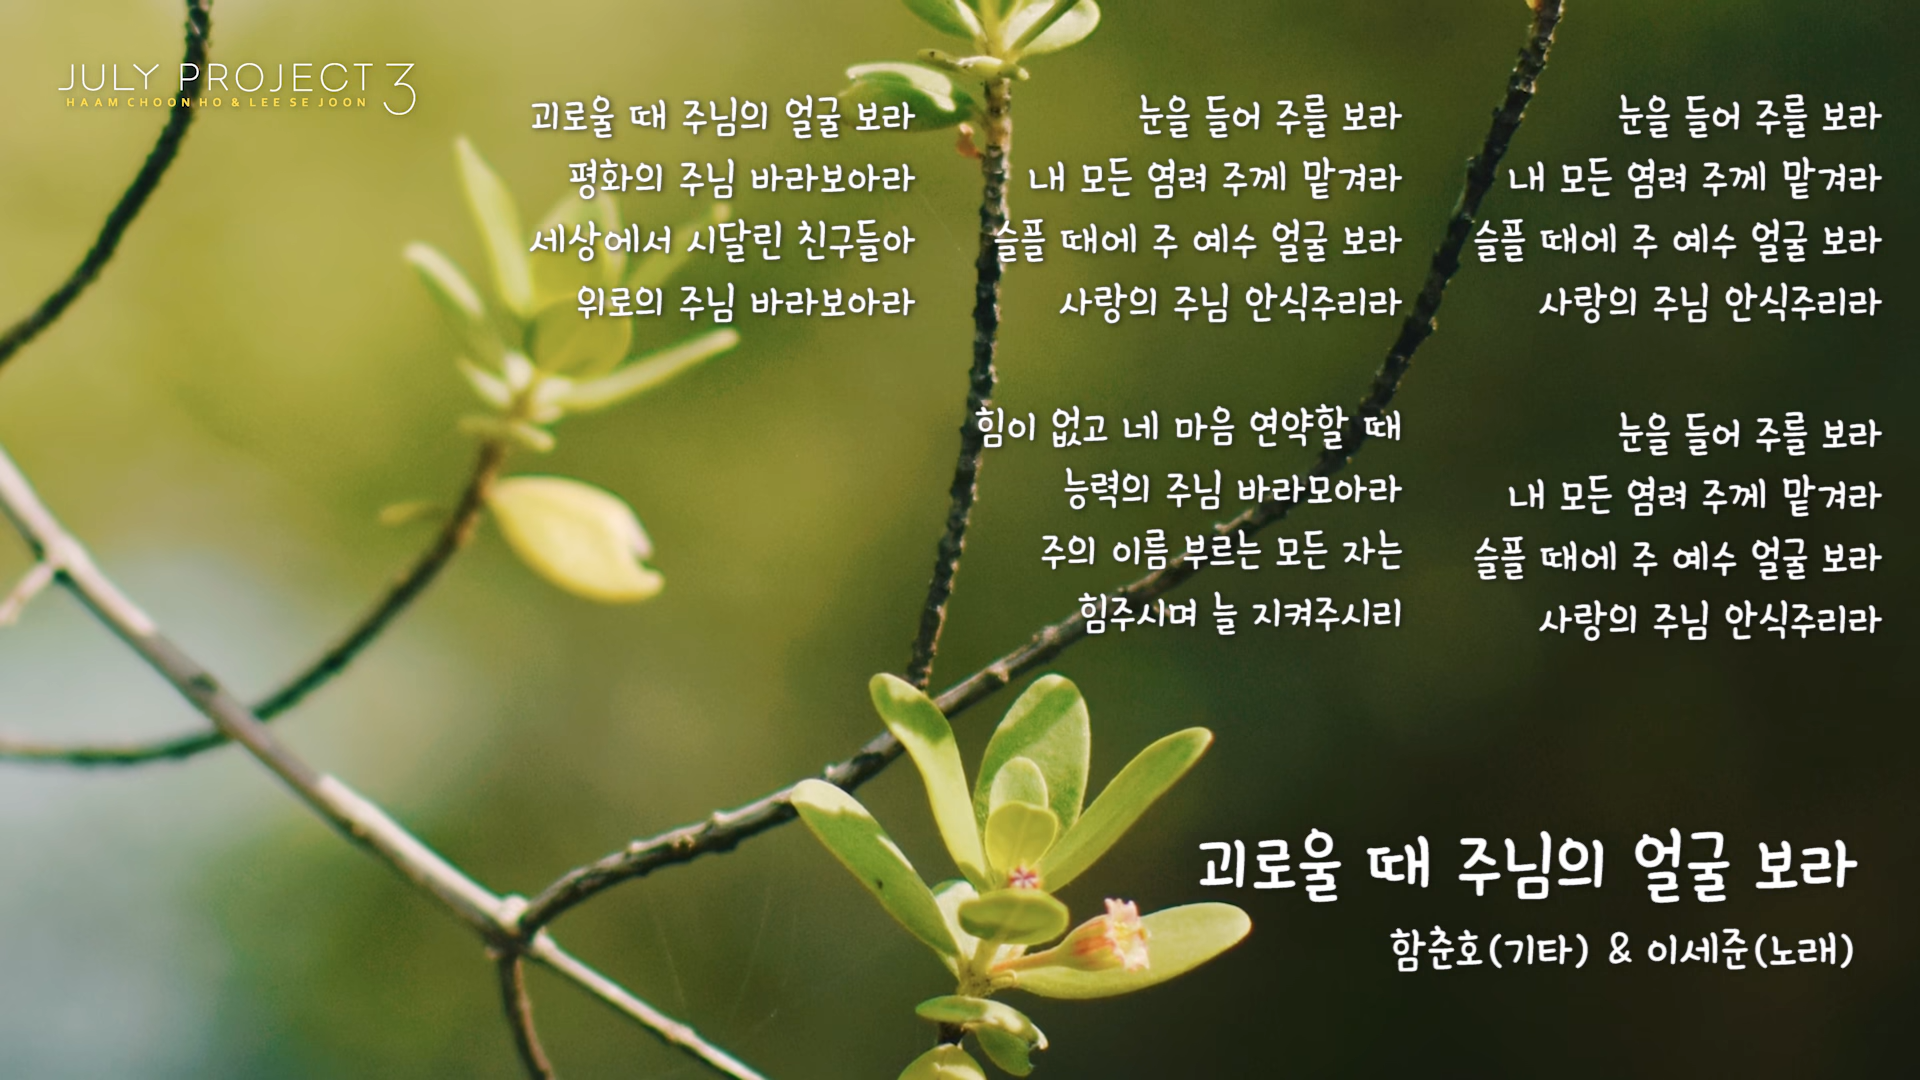 JULY PROJECT 3
HAAM CHOON HO & LEE SE JOON
괴로울 때 주님의 얼굴 보라
평화의 주님 바라보아라
세상에서 시달린 친구들아
위로의 주님 바라보아라
눈을 들어 주를 보라
내 모든 염려 주께 맡겨라
슬플 때에 주 예수 얼굴 보라
사랑의 주님 안식주리라
힘이 없고 네 마음 연약할 때
능력의 주님 바라모아라
주의 이름 부르는 모든 자는
힘주시며 늘 지켜주시리
눈을 들어 주를 보라
내 모든 염려 주께 맡겨라
슬플 때에 주 예수 얼굴 보라
사랑의 주님 안식주리라
눈을 들어 주를 보라
내 모든 염려 주께 맡겨라
슬플 때에 주 예수 얼굴 보라
사랑의 주님 안식주리라
괴로울 때 주님의 얼굴 보라
함춘호(기타) & 이세준(노래)